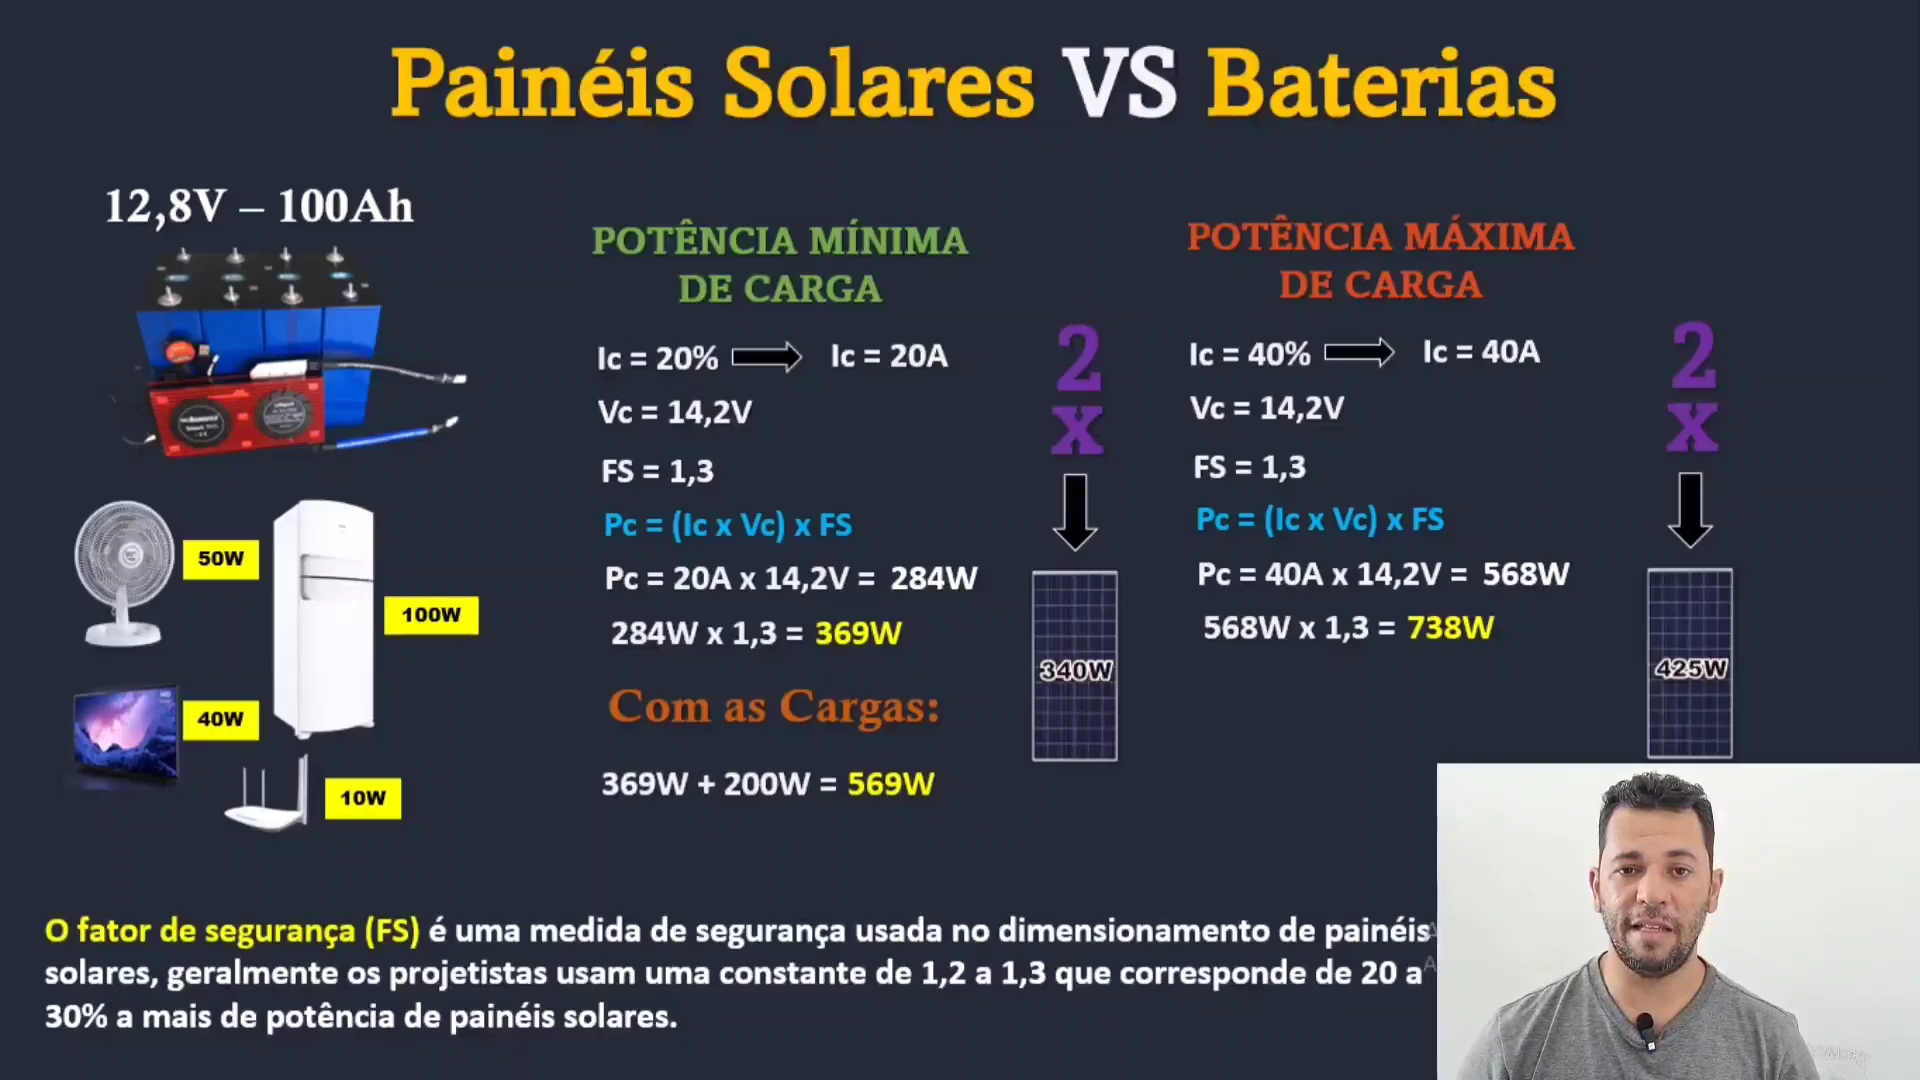 Painéis Solares VS Baterias
12,8V – 100Ah
50W
100W
40W
10W
POTÊNCIA MÍNIMA
DE CARGA
Ic = 20% Ic = 20A
Vc = 14,2V
FS = 1,3
Pc = (Ic x Vc) x FS
Pc = 20A x 14,2V = 284W
284W x 1,3 = 369W
Com as Cargas:
369W + 200W = 569W
2
x
340W
POTÊNCIA MÁXIMA
DE CARGA
Ic = 40% Ic = 40A
Vc = 14,2V
FS = 1,3
Pc = (Ic x Vc) x FS
Pc = 40A x 14,2V = 568W
568W x 1,3 = 738W
2
x
425W
O fator de segurança (FS) é uma medida de segurança usada no dimensionamento de painéis
solares, geralmente os projetistas usam uma constante de 1,2 a 1,3 que corresponde de 20 a
30% a mais de potência de painéis solares.